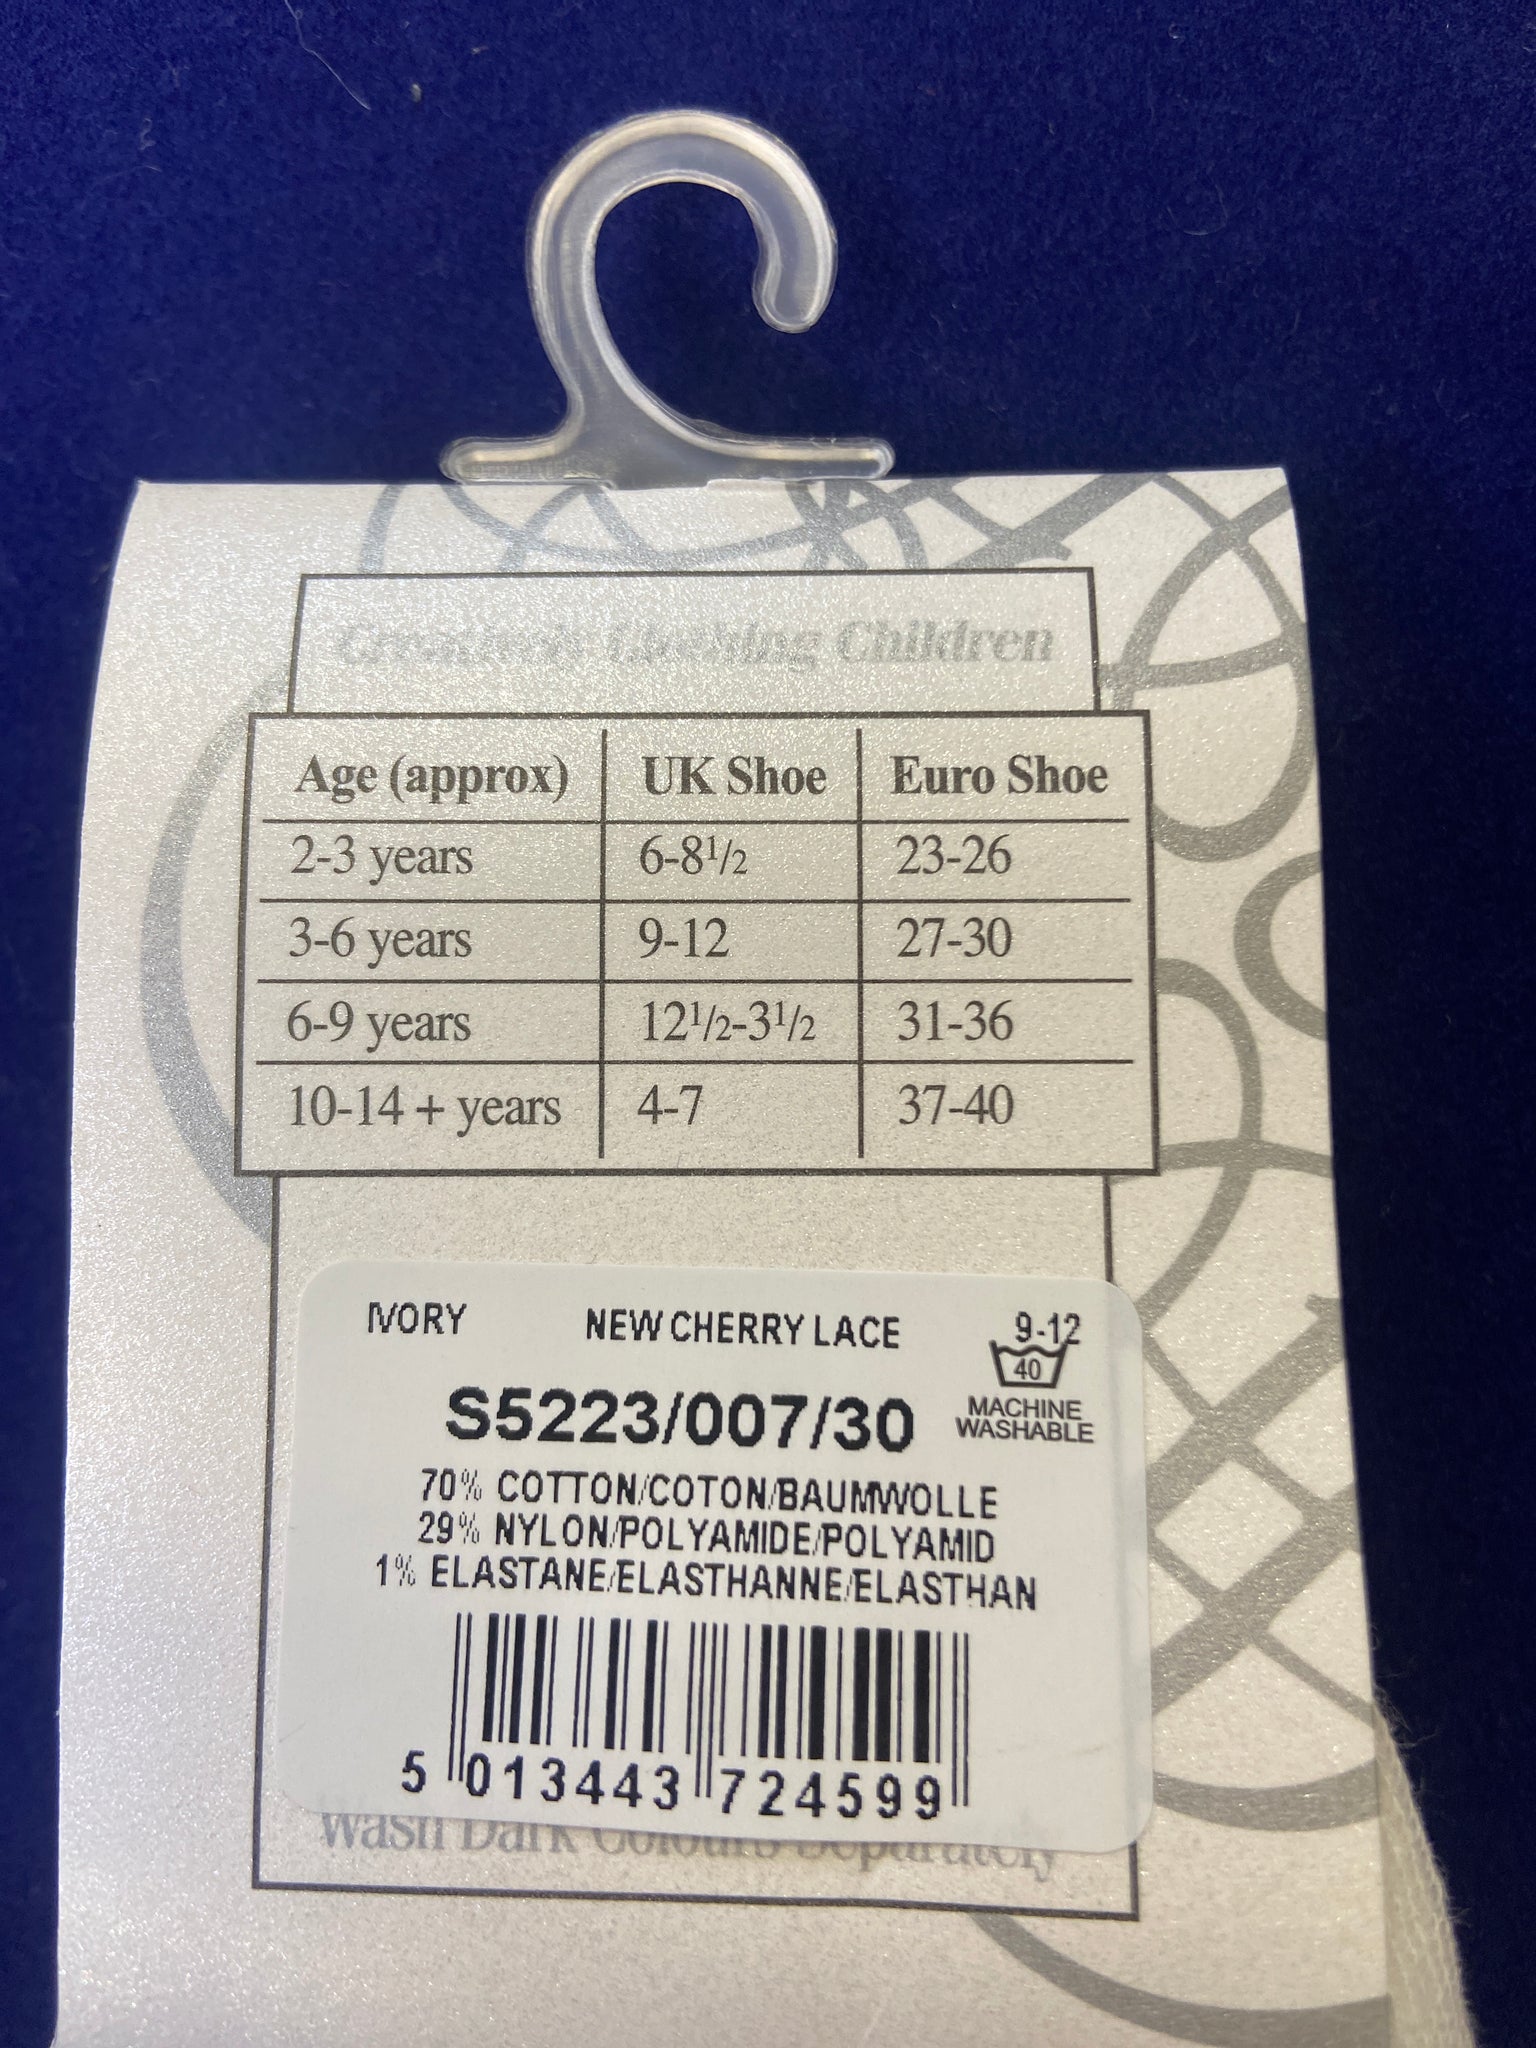 Creatively Clothing Children
Age (approx) UK Shoe Euro Shoe
2-3 years 6-8½ 23-26
3-6 years 9-12 27-30
6-9 years 12½-3½ 31-36
10-14 + years 4-7 37-40
IVORY NEW CHERRY LACE 9-12
40
MACHINE
WASHABLE
S5223/007/30
70% COTTON/COTON/BAUMWOLLE
29% NYLON/POLYAMIDE/POLYAMID
1% ELASTANE/ELASTHANNE/ELASTHAN
5 013443 724599
Wash Dark Colours Separately